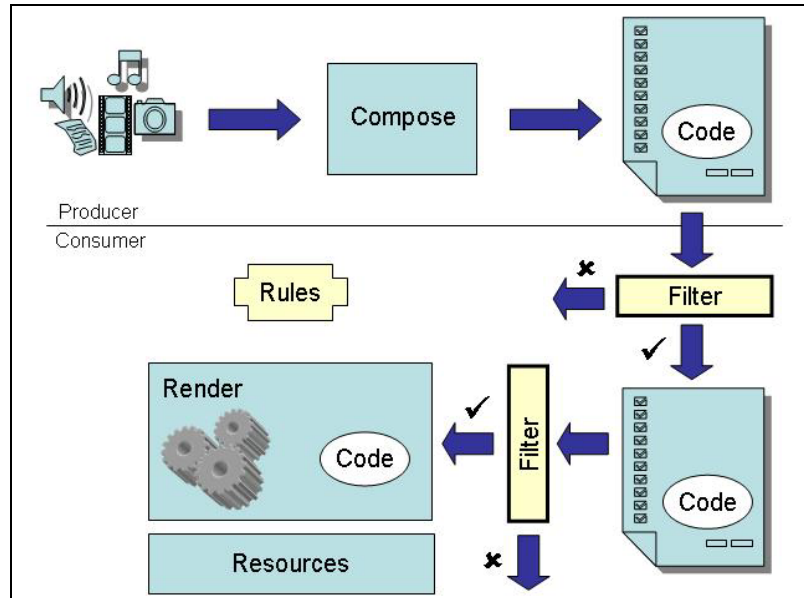 Compose
Code
Producer
Consumer
Rules
Filter
Render
Code
Filter
Code
Resources